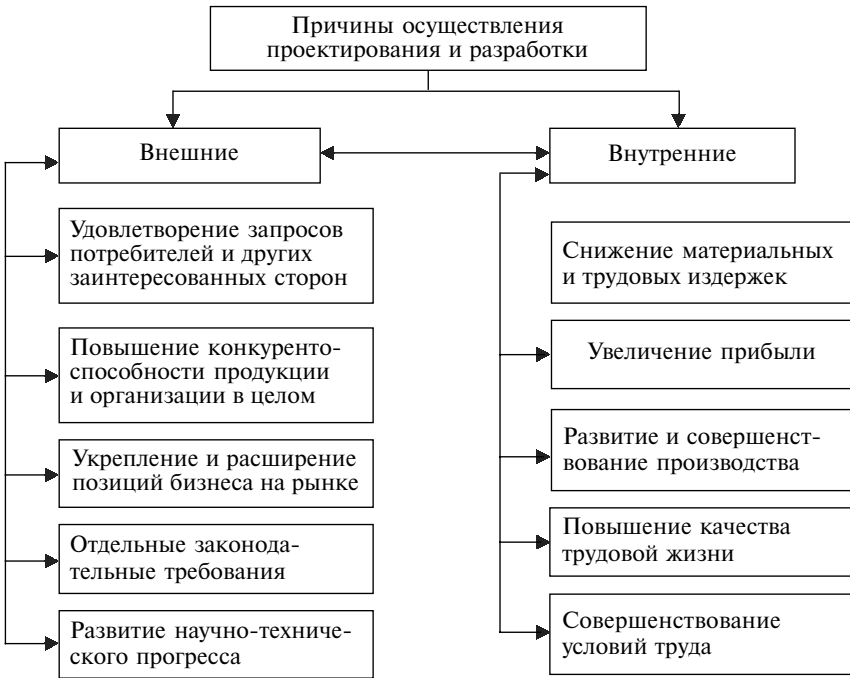 Причины осуществления
проектирования и разработки
Внешние
Внутренние
Удовлетворение запросов
потребителей и других
заинтересованных сторон
Повышение конкуренто-
способности продукции
и организации в целом
Укрепление и расширение
позиций бизнеса на рынке
Отдельные законода-
тельные требования
Развитие научно-техниче-
ского прогресса
Снижение материальных
и трудовых издержек
Увеличение прибыли
Развитие и совершенст-
вование производства
Повышение качества
трудовой жизни
Совершенствование
условий труда